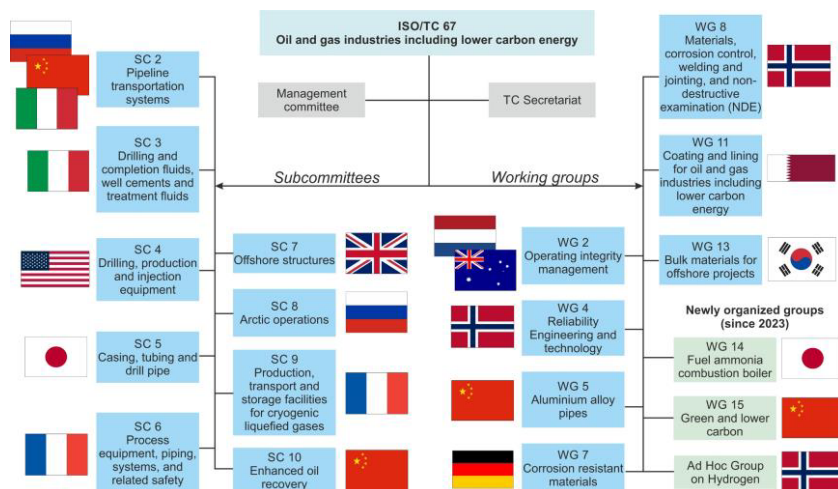 ISO/TC 67
Oil and gas industries including lower carbon energy
Management
committee
TC Secretariat
Subcommittees
Working groups
SC 2
Pipeline
transportation
systems
SC 3
Drilling and
completion fluids,
well cements and
treatment fluids
SC 4
Drilling, production
and injection
equipment
SC 5
Casing, tubing and
drill pipe
SC 6
Process
equipment, piping,
systems, and
related safety
SC 7
Offshore structures
SC 8
Arctic operations
SC 9
Production,
transport and
storage facilities
for cryogenic
liquefied gases
SC 10
Enhanced oil
recovery
WG 2
Operating integrity
management
WG 4
Reliability
Engineering and
technology
WG 5
Aluminium alloy
pipes
WG 7
Corrosion resistant
materials
WG 8
Materials,
corrosion control,
welding and
jointing, and non-
destructive
examination (NDE)
WG 11
Coating and lining
for oil and gas
industries including
lower carbon
energy
WG 13
Bulk materials for
offshore projects
Newly organized groups
(since 2023)
WG 14
Fuel ammonia
combustion boiler
WG 15
Green and lower
carbon
Ad Hoc Group
on Hydrogen